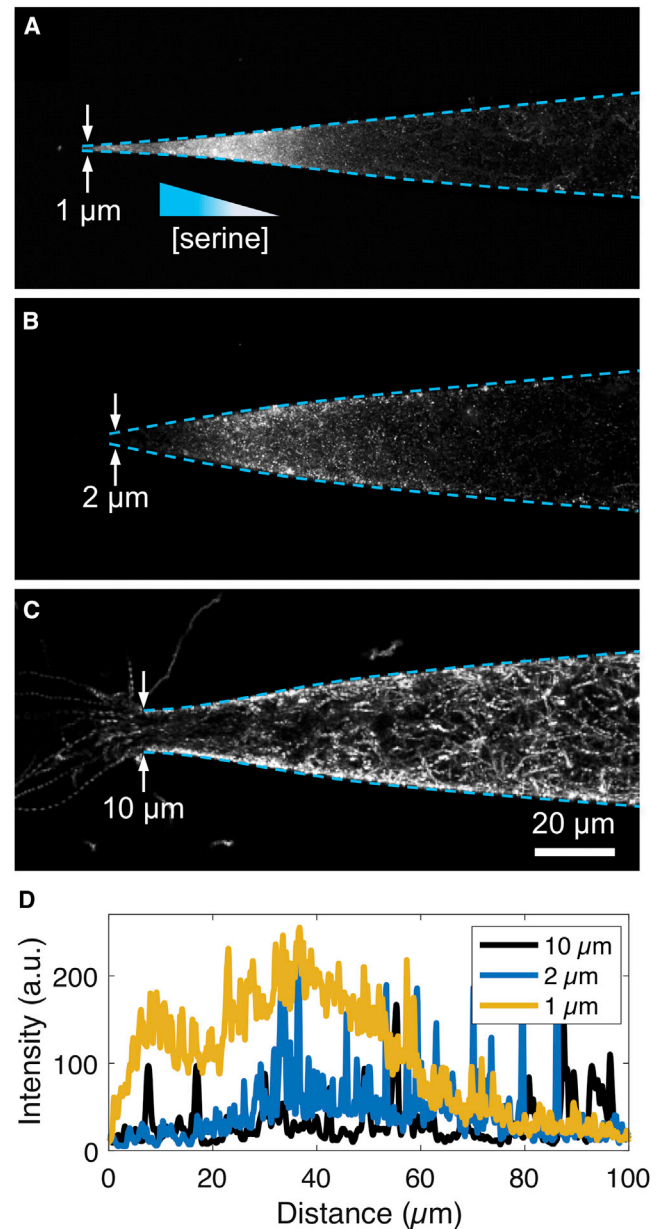 A
1 µm
[serine]
B
2 µm
C
10 µm
20 µm
D
Intensity (a.u.)
200
100
0
10 µm
2 µm
1 µm
0 20 40 60 80 100
Distance (µm)